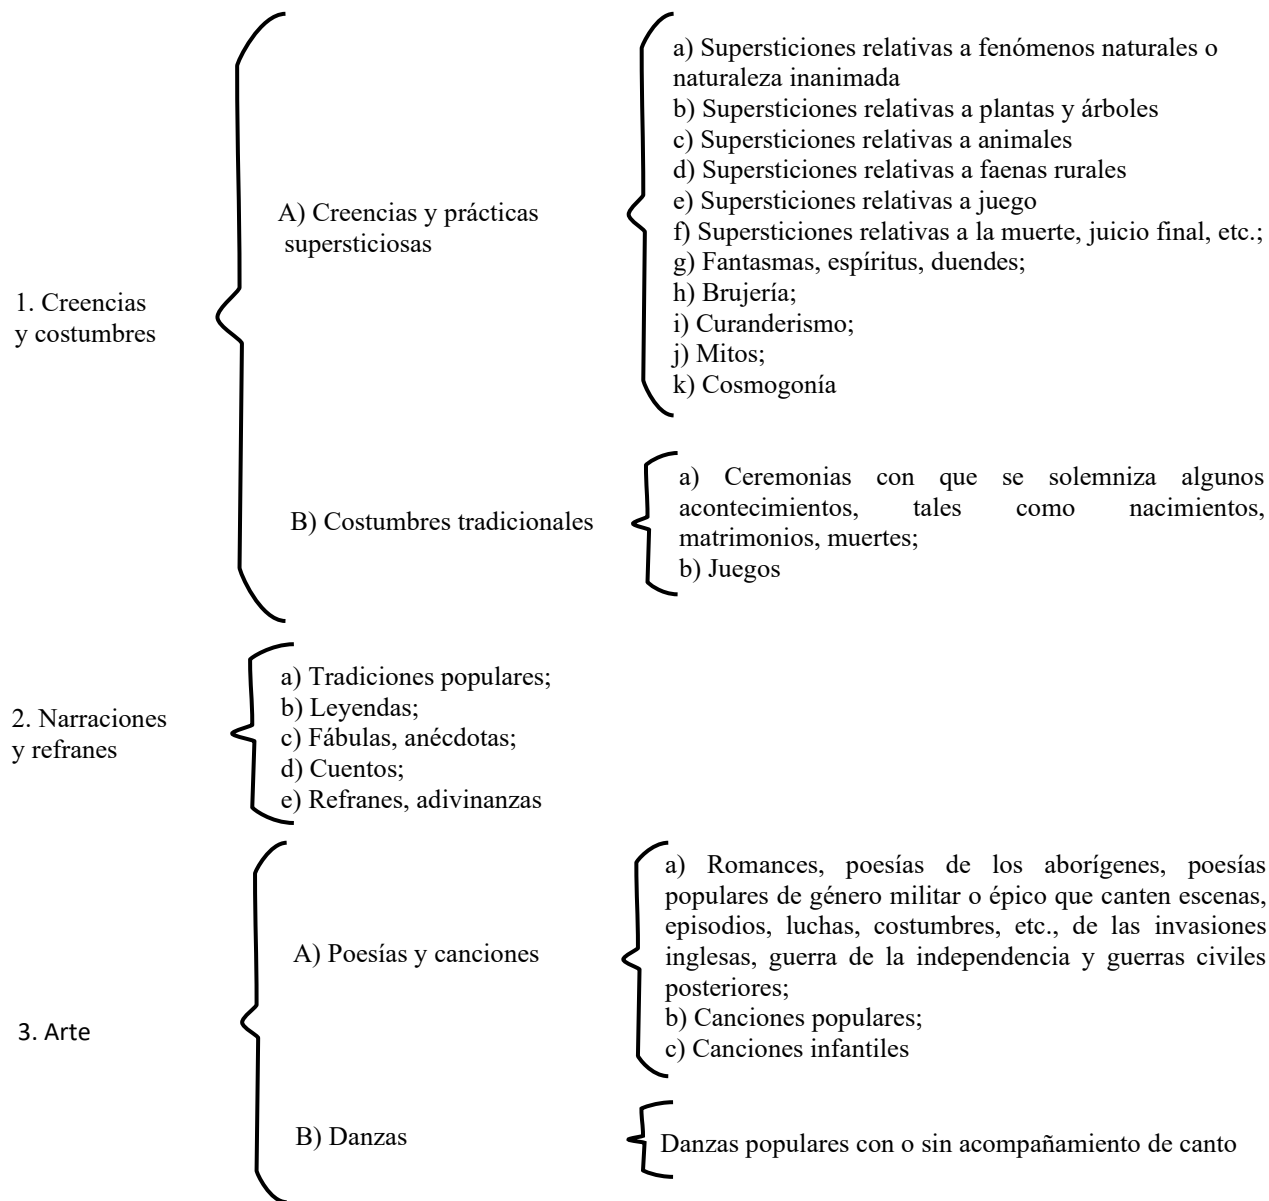 1. Creencias
y costumbres
A) Creencias y prácticas
supersticiosas
a) Supersticiones relativas a fenómenos naturales o
naturaleza inanimada
b) Supersticiones relativas a plantas y árboles
c) Supersticiones relativas a animales
d) Supersticiones relativas a faenas rurales
e) Supersticiones relativas a juego
f) Supersticiones relativas a la muerte, juicio final, etc.;
g) Fantasmas, espíritus, duendes;
h) Brujería;
i) Curanderismo;
j) Mitos;
k) Cosmogonía
B) Costumbres tradicionales
a) Ceremonias con que se solemniza algunos
acontecimientos, tales como nacimientos,
matrimonios, muertes;
b) Juegos
2. Narraciones
y refranes
a) Tradiciones populares;
b) Leyendas;
c) Fábulas, anécdotas;
d) Cuentos;
e) Refranes, adivinanzas
3. Arte
A) Poesías y canciones
a) Romances, poesías de los aborígenes, poesías
populares de género militar o épico que canten escenas,
episodios, luchas, costumbres, etc., de las invasiones
inglesas, guerra de la independencia y guerras civiles
posteriores;
b) Canciones populares;
c) Canciones infantiles
B) Danzas
Danzas populares con o sin acompañamiento de canto